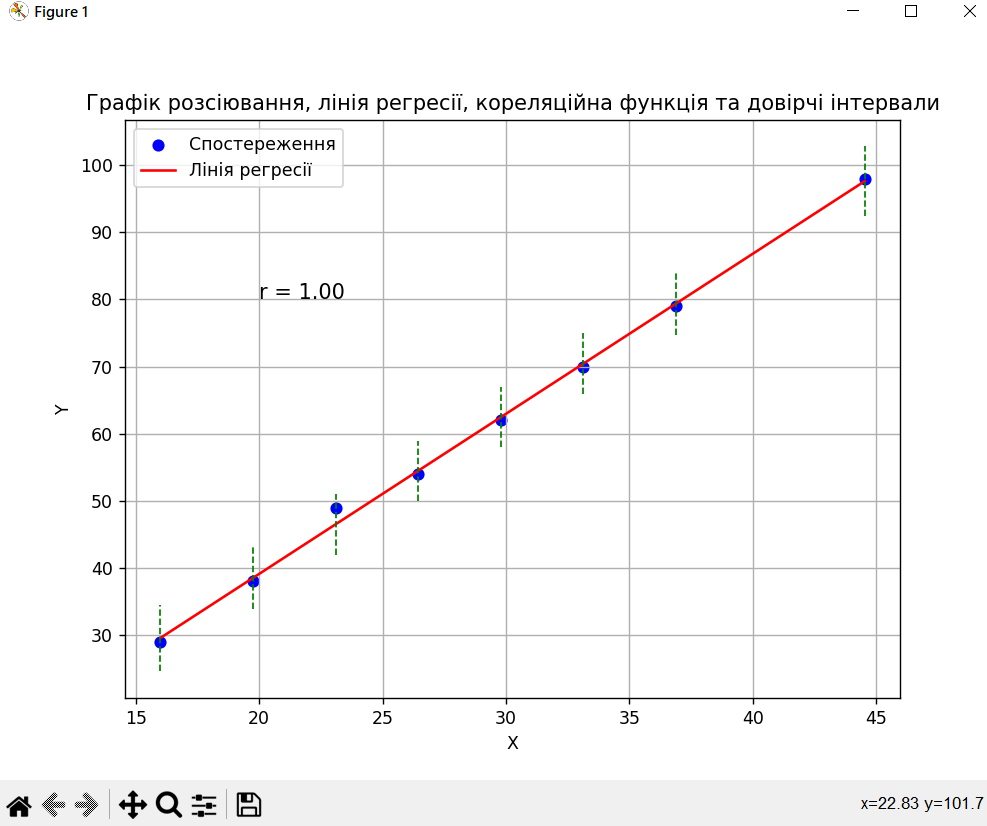 Figure 1
Графік розсіювання, лінія регресії, кореляційна функція та довірчі інтервали
Спостереження
Лінія регресії
r = 1.00
100
90
80
70
60
50
40
30
Y
15 20 25 30 35 40 45
X
x=22.83 y=101.7